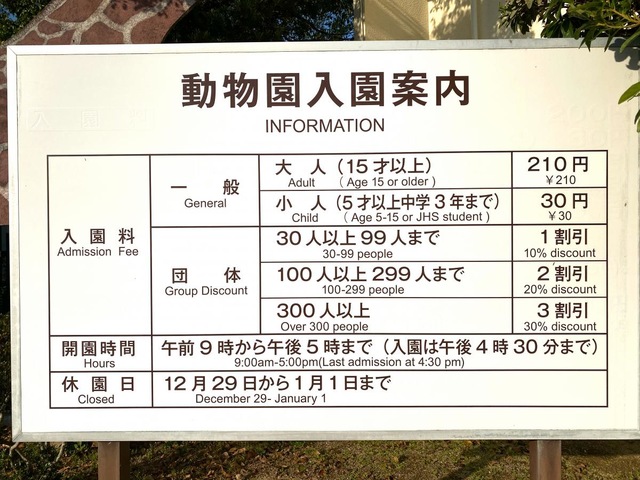 動物園入園案内
INFORMATION
入園料
Admission Fee
一般
General
大人（15才以上）
Adult （Age 15 or older）
210円
￥210
小人（5才以上中学3年まで）
Child （Age 5-15 or JHS student）
30円
￥30
団体
Group Discount
30人以上99人まで
30-99 people
1割引
10% discount
100人以上299人まで
100-299 people
2割引
20% discount
300人以上
Over 300 people
3割引
30% discount
開園時間
Hours
午前9時から午後5時まで（入園は午後4時30分まで）
9:00am-5:00pm(Last admission at 4:30 pm)
休園日
Closed
12月29日から1月1日まで
December 29- January 1